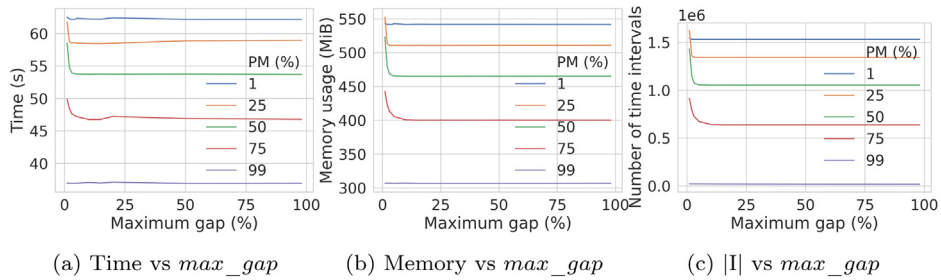 Time (s)
60
55
50
45
40
PM (%)
1
25
50
75
99
0 25 50 75 100
Maximum gap (%)
(a) Time vs max_gap
Memory usage (MiB)
550
500
450
400
350
300
PM (%)
1
25
50
75
99
0 25 50 75 100
Maximum gap (%)
(b) Memory vs max_gap
Number of time intervals
1e6
1.5
1.0
0.5
0.0
PM (%)
1
25
50
75
99
0 25 50 75 100
Maximum gap (%)
(c) |I| vs max_gap